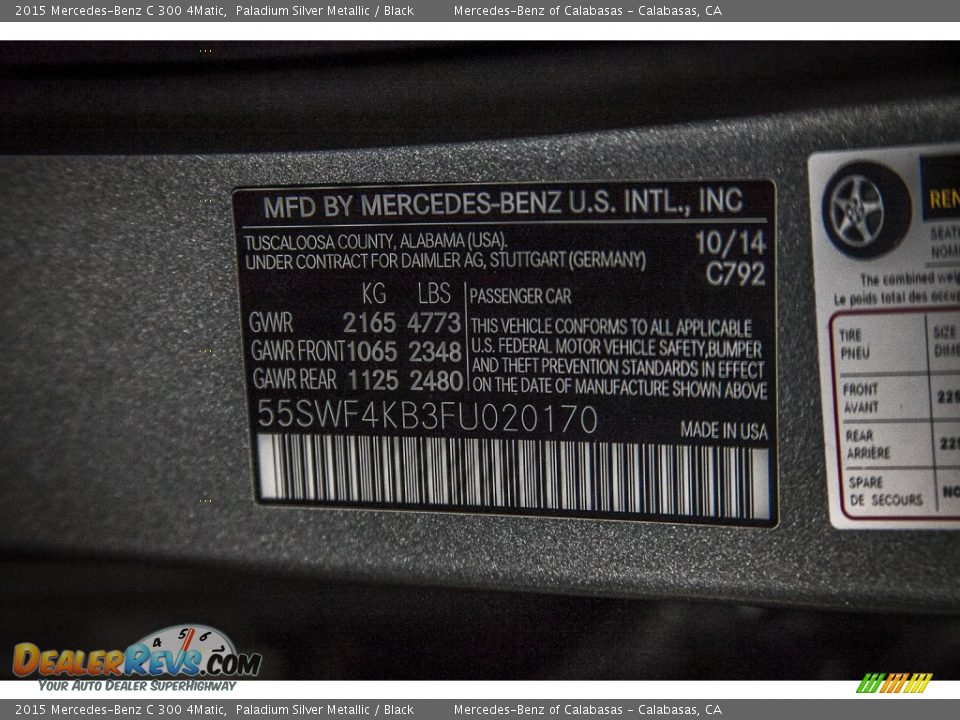 2015 Mercedes-Benz C 300 4Matic,  Paladium Silver Metallic / Black  Mercedes-Benz of Calabasas - Calabasas, CA
MFD BY MERCEDES-BENZ U.S. INTL., INC
TUSCALOOSA COUNTY, ALABAMA (USA). 10/14
UNDER CONTRACT FOR DAIMLER AG, STUTTGART (GERMANY) C792
KG LBS PASSENGER CAR
GVWR 2165 4773 THIS VEHICLE CONFORMS TO ALL APPLICABLE
U.S. FEDERAL MOTOR VEHICLE SAFETY,BUMPER
GAWR FRONT 1065 2348 AND THEFT PREVENTION STANDARDS IN EFFECT
GAWR REAR 1125 2480 ON THE DATE OF MANUFACTURE SHOWN ABOVE
55SWF4KB3FU020170
MADE IN USA
The combined
Le poids total des
TIRE SIZE
PNEU
FRONT
AVANT
REAR
ARRIÈRE
SPARE
DE SECOURS
4 5 6
DEALERREVS.COM
YOUR AUTO DEALER SUPERHIGHWAY
2015 Mercedes-Benz C 300 4Matic,  Paladium Silver Metallic / Black  Mercedes-Benz of Calabasas - Calabasas, CA